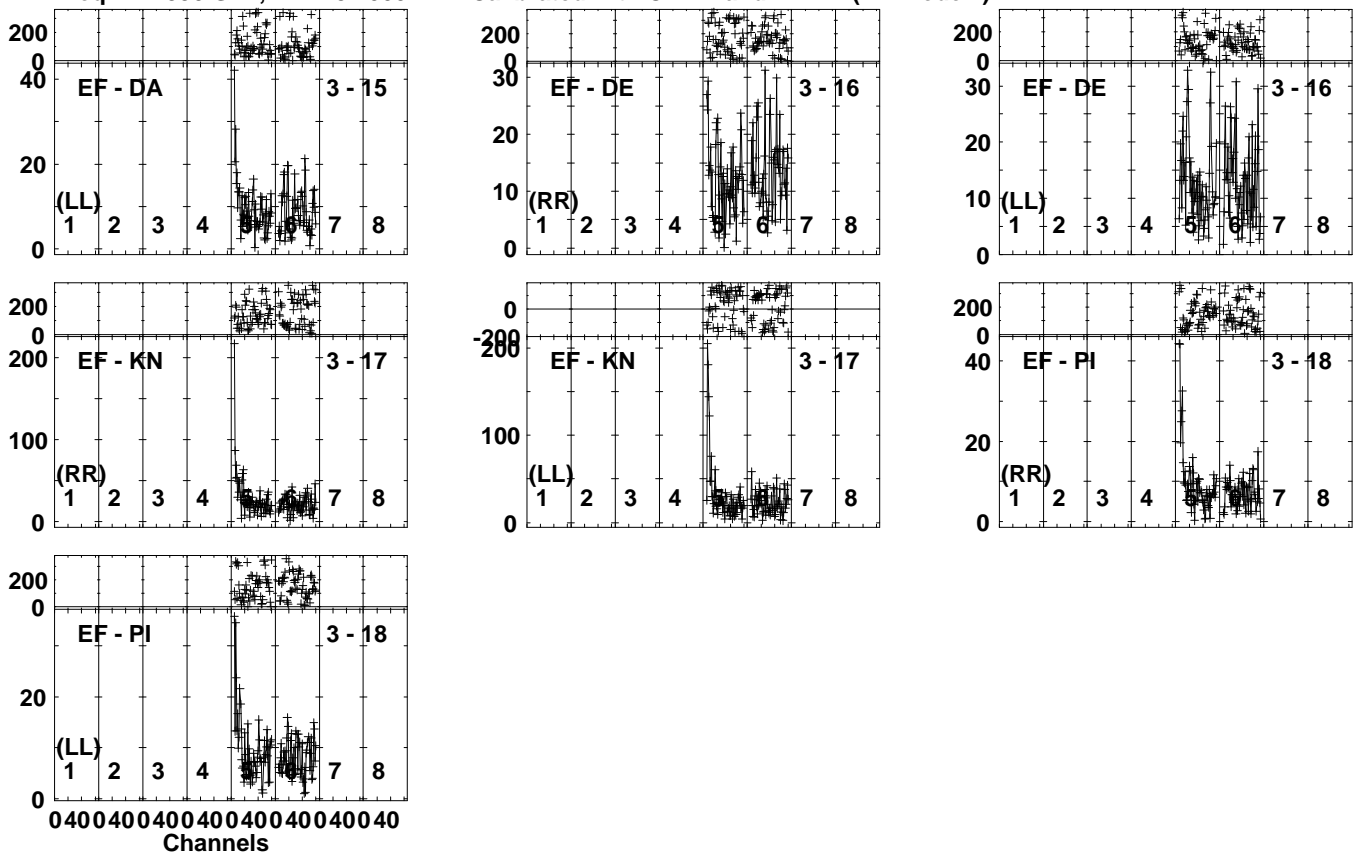 200
0
EF - DA 3 - 15
40
20
0
(LL)
1 2 3 4 5 6 7 8
200
0
EF - DE 3 - 16
30
20
10
0
(RR)
1 2 3 4 5 6 7 8
200
0
EF - DE 3 - 16
30
20
10
0
(LL)
1 2 3 4 5 6 7 8
200
0
EF - KN 3 - 17
200
100
0
(RR)
1 2 3 4 5 6 7 8
0
-200
EF - KN 3 - 17
200
100
0
(LL)
1 2 3 4 5 6 7 8
200
0
EF - PI 3 - 18
40
20
0
(RR)
1 2 3 4 5 6 7 8
200
0
EF - PI 3 - 18
20
0
(LL)
1 2 3 4 5 6 7 8
0 40 0 40 0 40 0 40 0 40 0 40 0 40 0 40
Channels